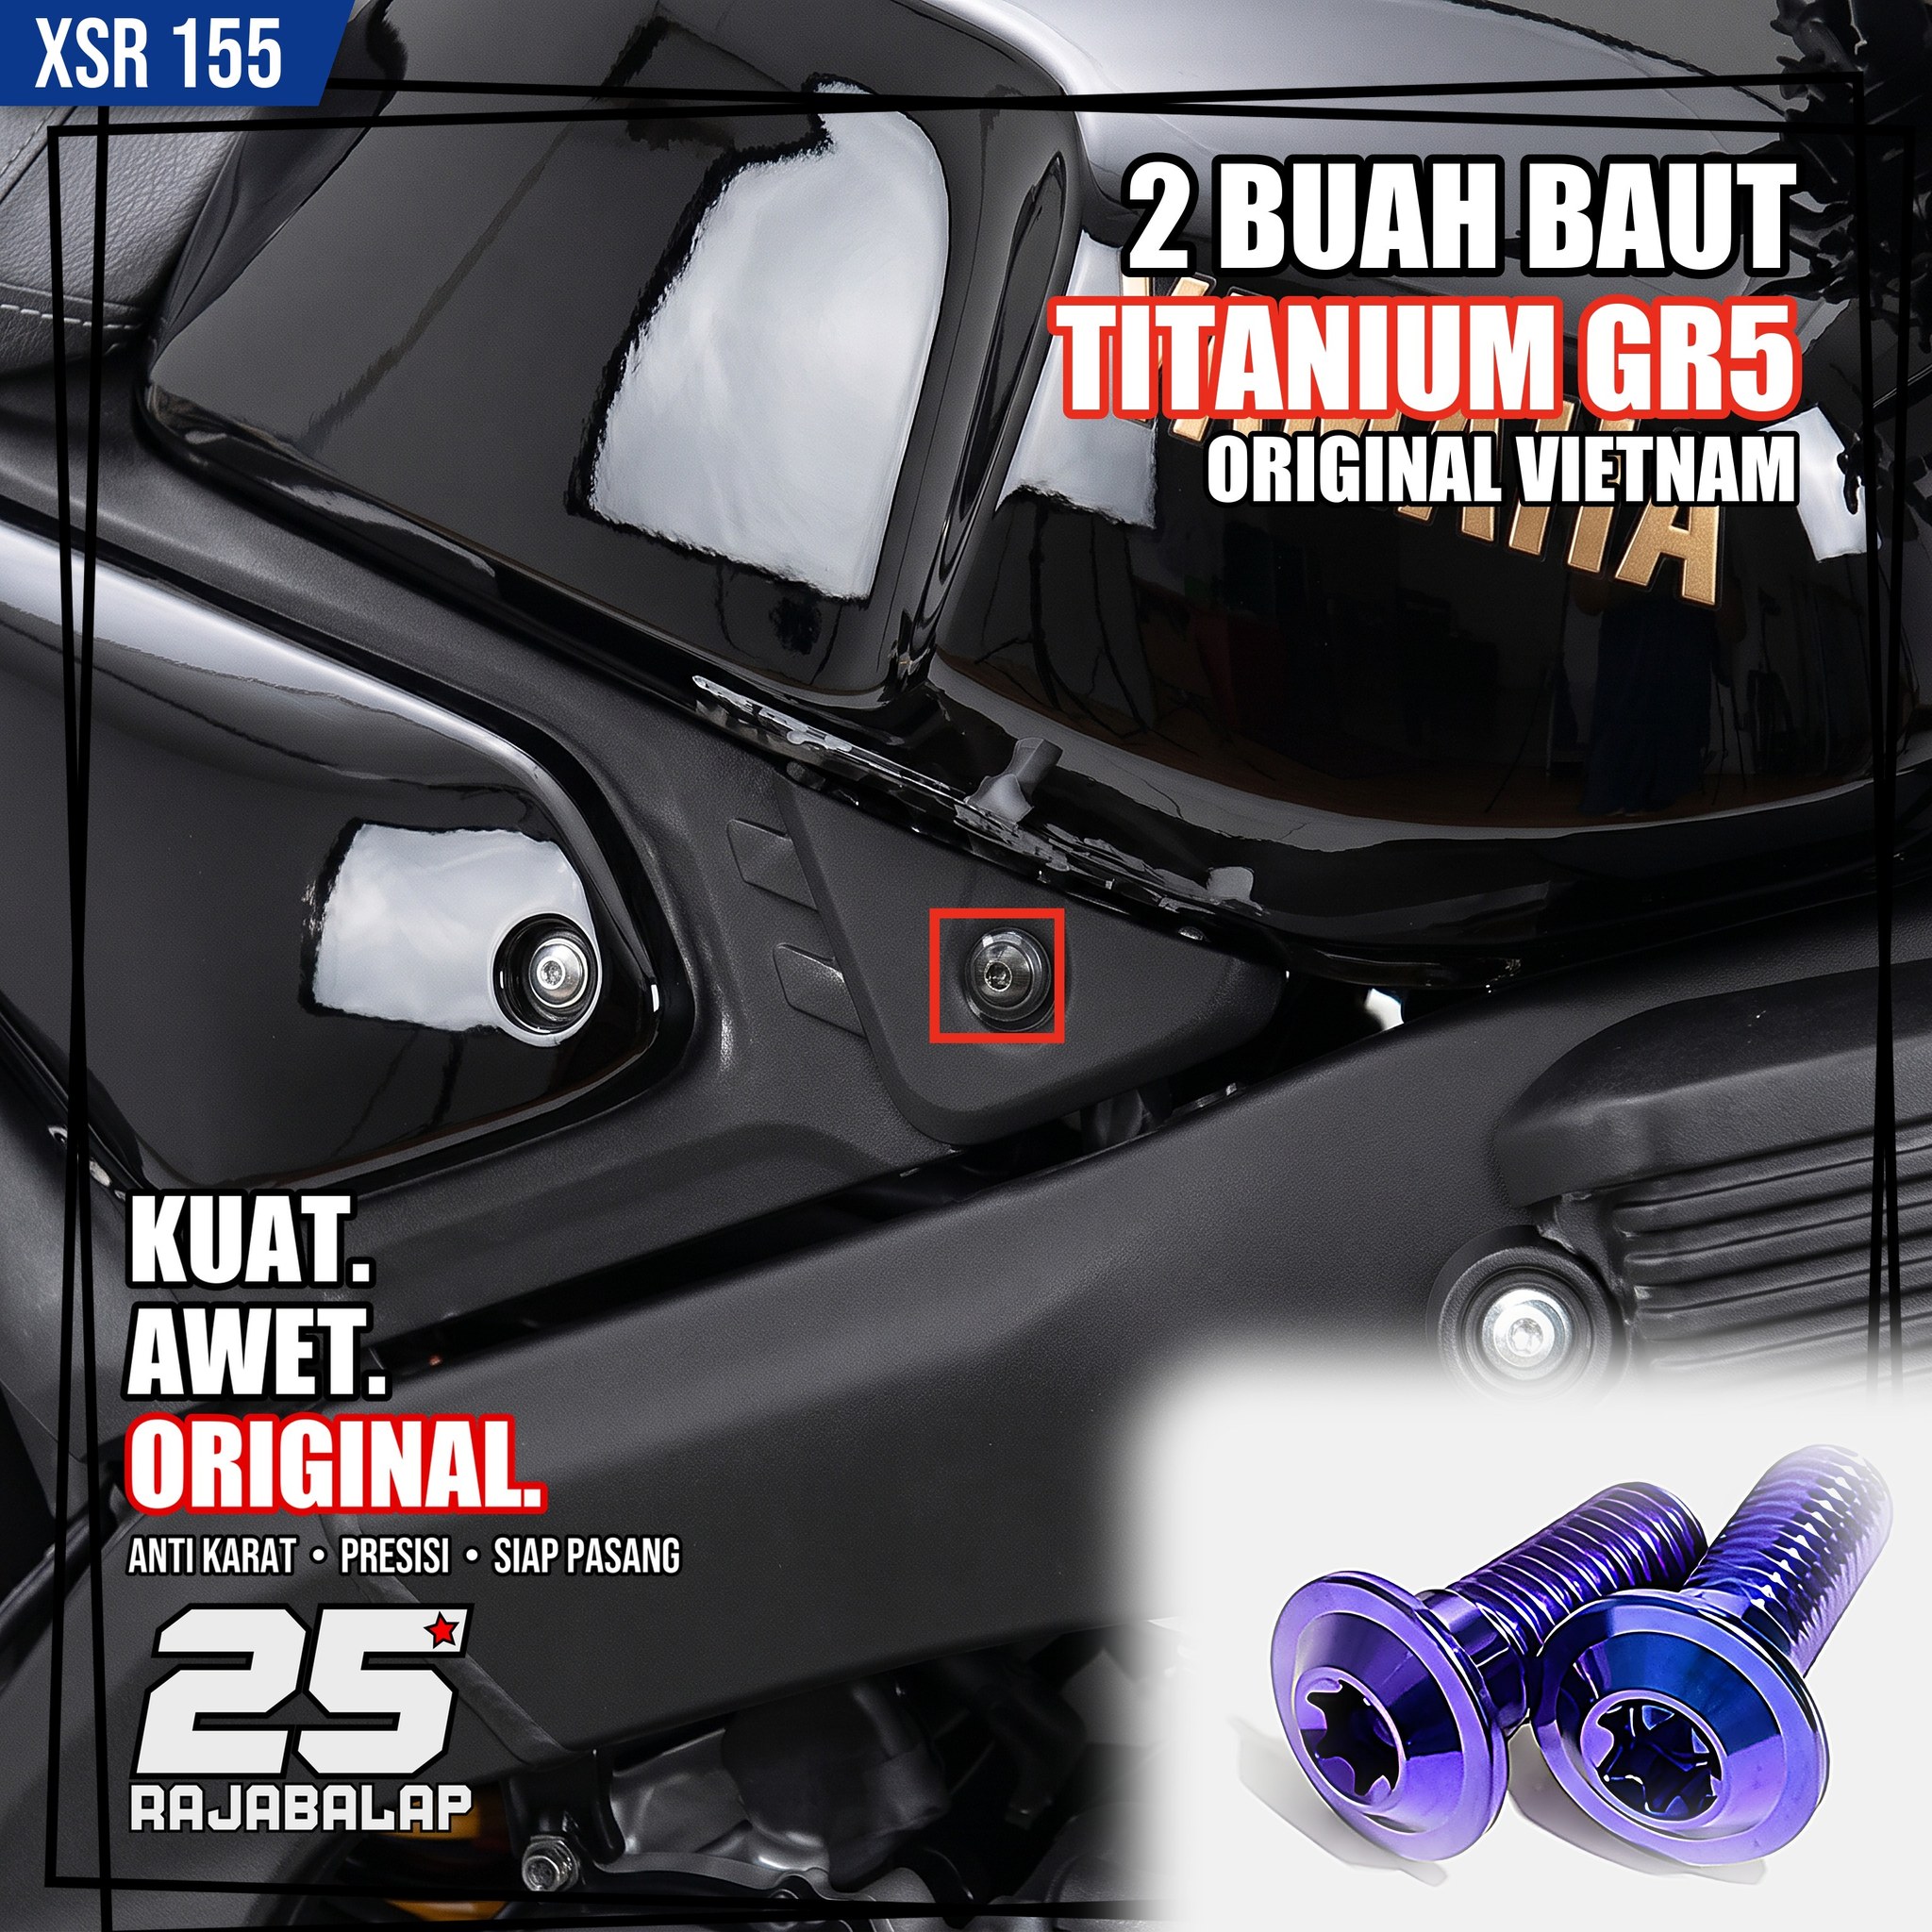 XSR 155
2 BUAH BAUT
TITANIUM GR5
YAMAHA
ORIGINAL VIETNAM
KUAT.
AWET.
ORIGINAL.
ANTI KARAT • PRESISI • SIAP PASANG
25
RAJABALAP